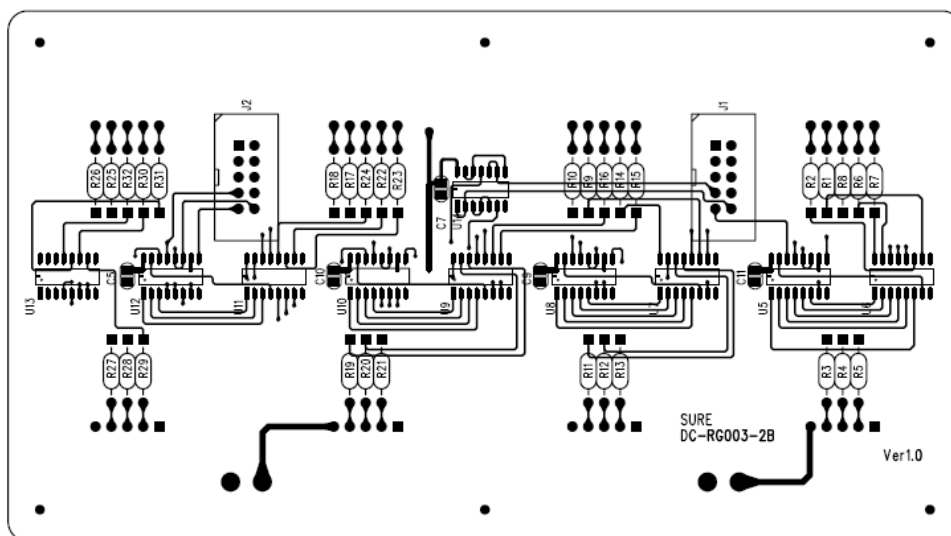 J2
J1
R26
R25
R32
R30
R31
R18
R17
R24
R22
R23
R10
R9
R16
R14
R15
R2
R1
R8
R6
R7
C7
C5
C10
C9
C11
U13
U12
U11
U10
U9
U8
U5
R27
R28
R29
R19
R20
R21
R11
R12
R13
R3
R4
R5
SURE
DC-RG003-2B
Ver1.0